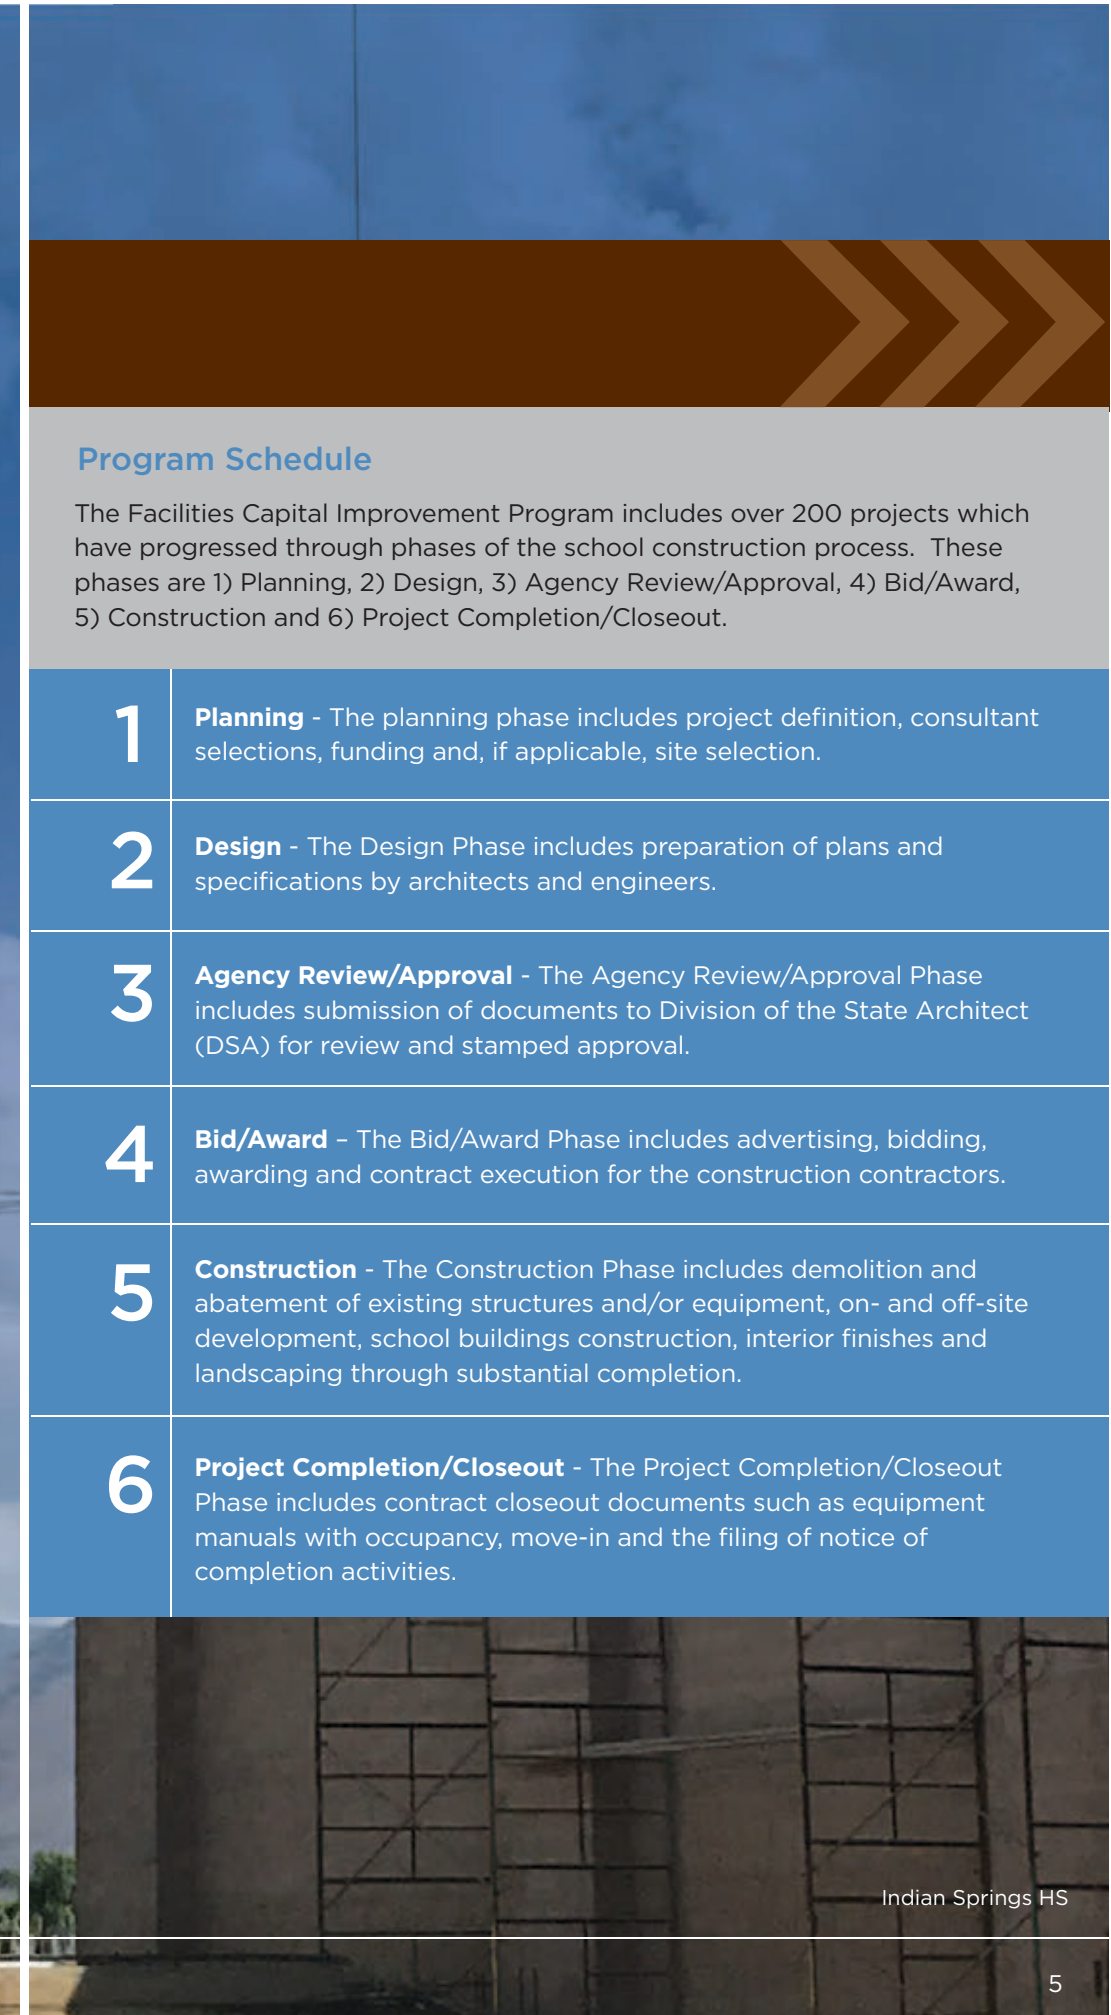 Program Schedule
The Facilities Capital Improvement Program includes over 200 projects which
have progressed through phases of the school construction process.  These
phases are 1) Planning, 2) Design, 3) Agency Review/Approval, 4) Bid/Award,
5) Construction and 6) Project Completion/Closeout.
1
Planning - The planning phase includes project definition, consultant
selections, funding and, if applicable, site selection.
2
Design - The Design Phase includes preparation of plans and
specifications by architects and engineers.
3
Agency Review/Approval - The Agency Review/Approval Phase
includes submission of documents to Division of the State Architect
(DSA) for review and stamped approval.
4
Bid/Award – The Bid/Award Phase includes advertising, bidding,
awarding and contract execution for the construction contractors.
5
Construction - The Construction Phase includes demolition and
abatement of existing structures and/or equipment, on- and off-site
development, school buildings construction, interior finishes and
landscaping through substantial completion.
6
Project Completion/Closeout - The Project Completion/Closeout
Phase includes contract closeout documents such as equipment
manuals with occupancy, move-in and the filing of notice of
completion activities.
Indian Springs HS
5